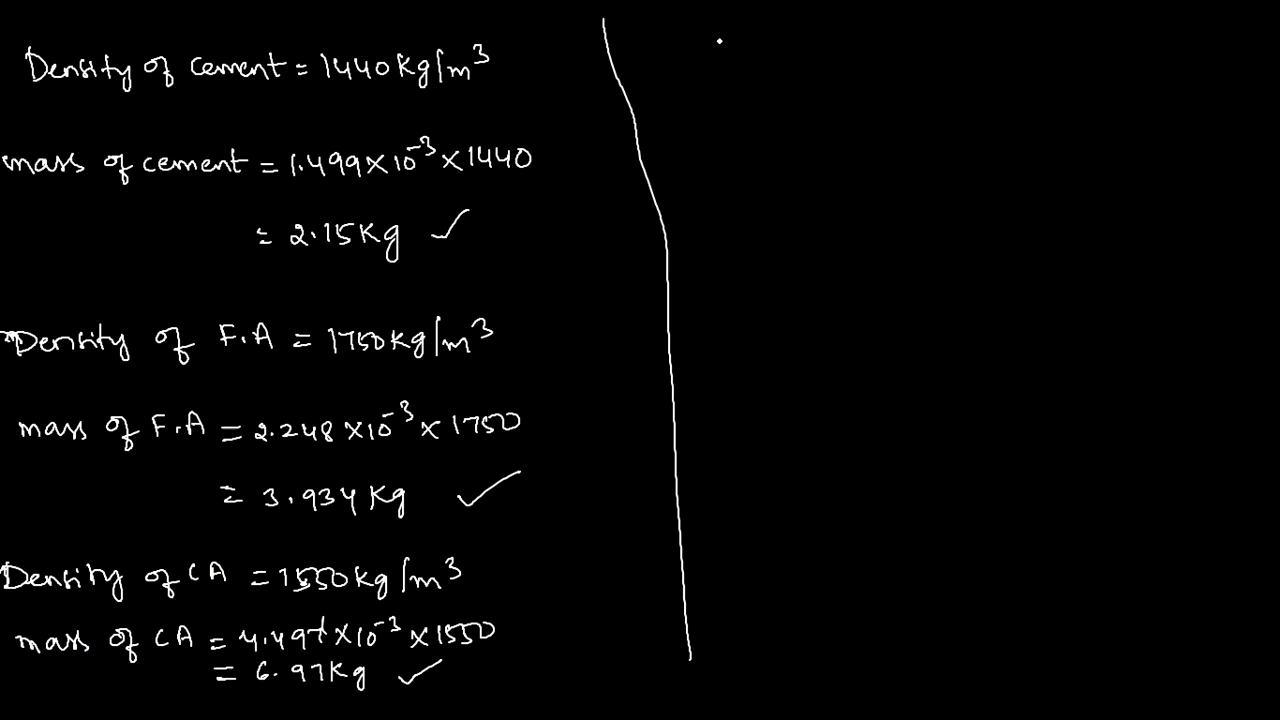 Density of cement = 1440 kg/m³
mass of cement = 1.499 × 10⁻³ × 1440
= 2.15 Kg ✓
Density of F.A = 1750 kg/m³
mass of F.A = 2.248 × 10⁻³ × 1750
= 3.934 Kg ✓
Density of CA = 1550 kg/m³
mass of CA = 4.497 × 10⁻³ × 1550
= 6.97 Kg ✓